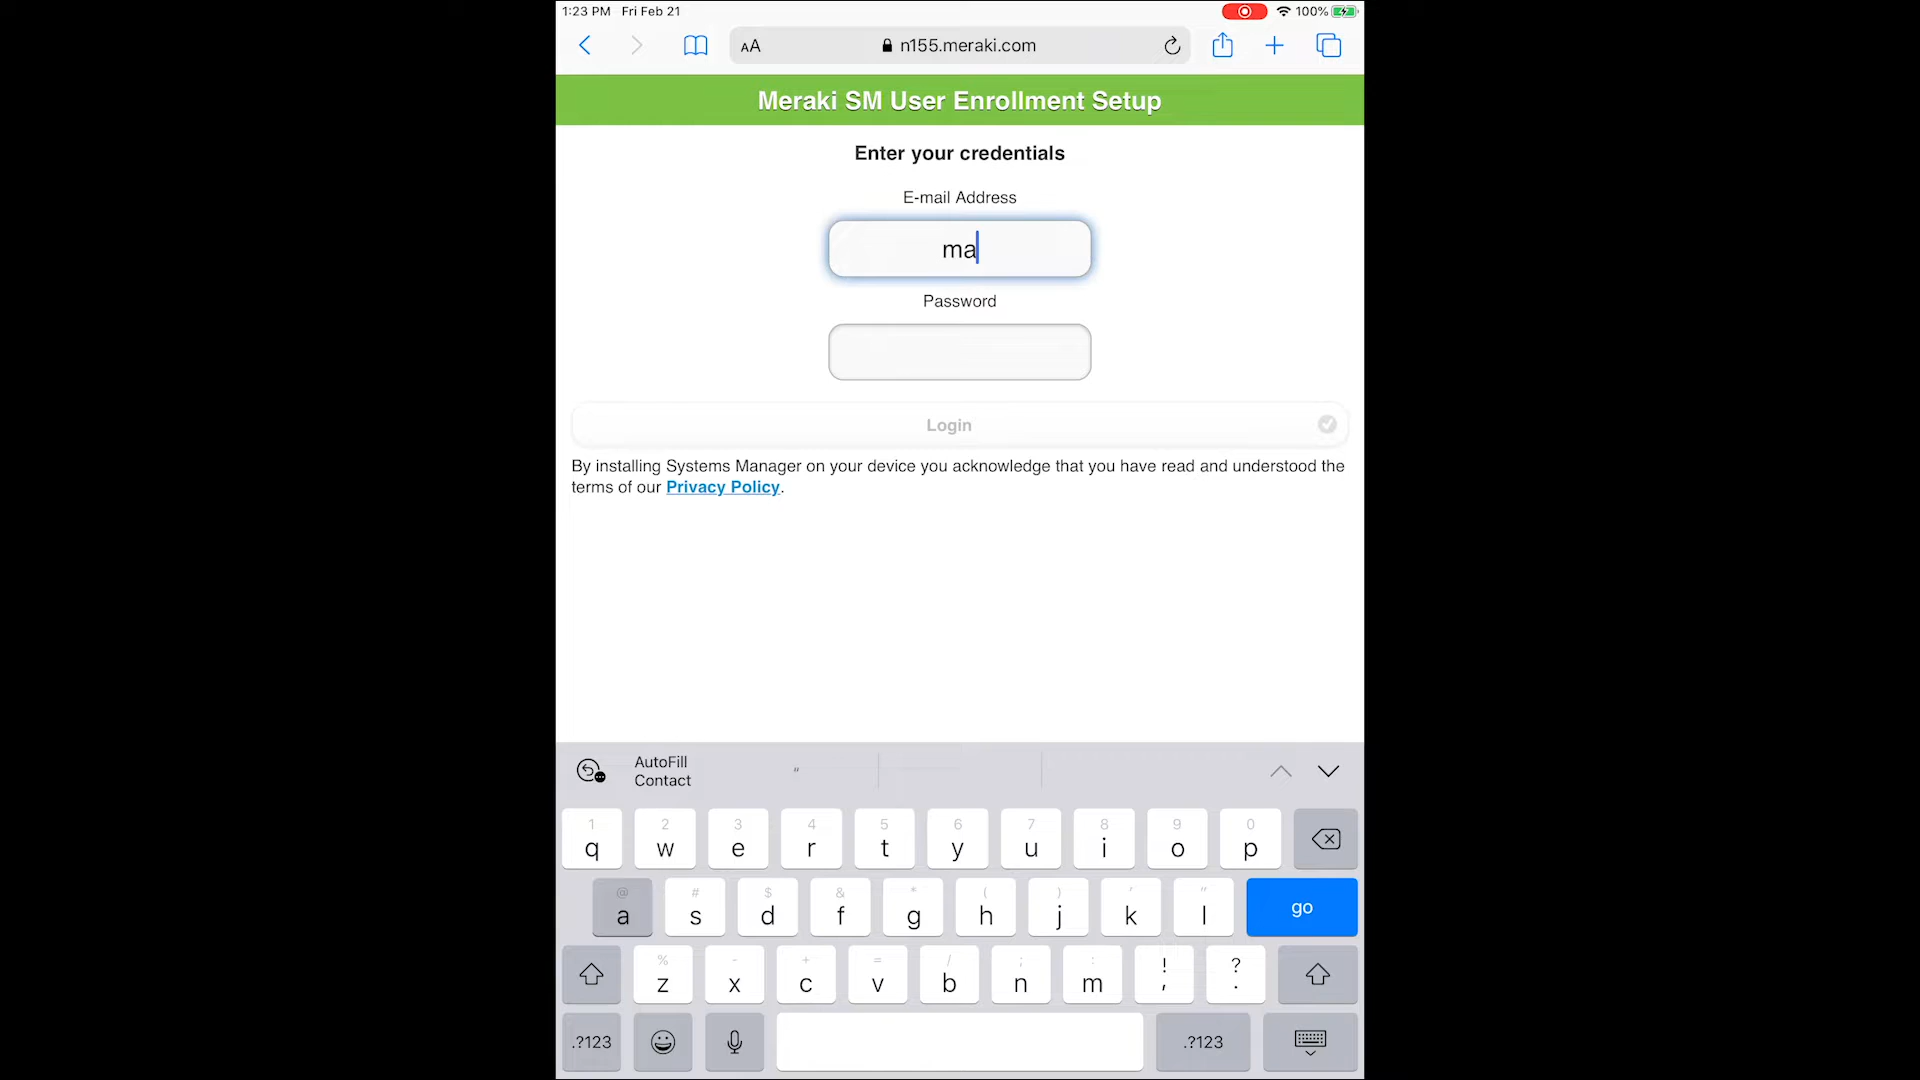 1:23 PM Fri Feb 21 100%
AA n155.meraki.com
Meraki SM User Enrollment Setup
Enter your credentials
E-mail Address
ma
Password
Login
By installing Systems Manager on your device you acknowledge that you have read and understood the
terms of our Privacy Policy.
AutoFill
Contact
“
1 2 3 4 5 6 7 8 9 0
q w e r t y u i o p
@ # $ & * ( ) ' "
a s d f g h j k l go
% - + = / ; : ! ?
z x c v b n m , .
.?123 .?123